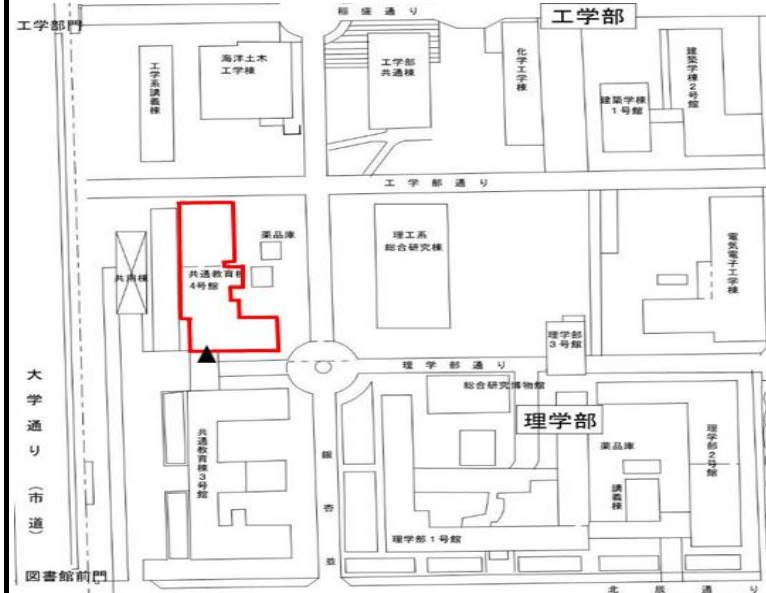 稲盛通り
工学部門
工学部
工学系講義棟
海洋土木
工学棟
工学部
共通棟
化学工学棟
建築学棟
1号館
建築学棟2号館
工学部通り
共用棟
共通教育棟
4号館
薬品庫
理工系
総合研究棟
電気電子工学棟
理学部
3号館
理学部通り
総合研究博物館
理学部
大学通り（市道）
共通教育棟3号館
銀杏並
薬品庫
講義棟
理学部2号館
理学部1号館
図書館前門
北辰通り